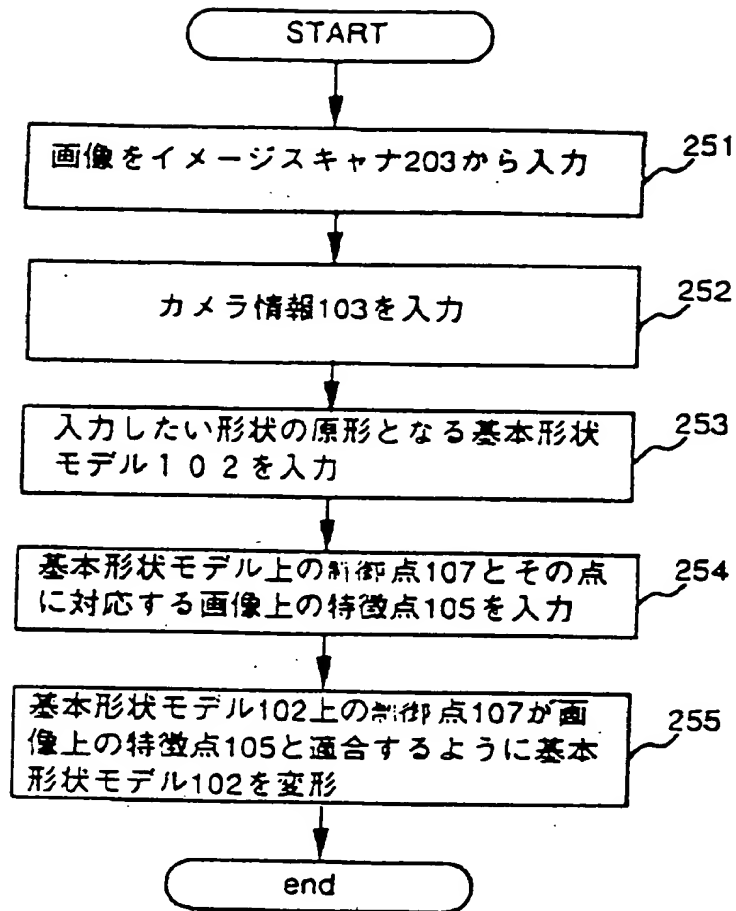 START
画像をイメージスキャナ203から入力
251
カメラ情報103を入力
252
入力したい形状の原形となる基本形状
モデル102を入力
253
基本形状モデル上の制御点107とその点
に対応する画像上の特徴点105を入力
254
基本形状モデル102上の制御点107が画
像上の特徴点105と適合するように基本
形状モデル102を変形
255
end